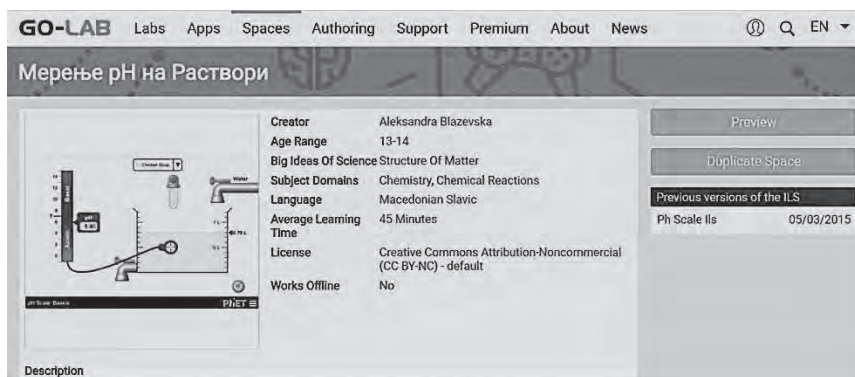 GO-LAB Labs Apps Spaces Authoring Support Premium About News EN
Мерење pH на Раствори
Creator Aleksandra Blazevska
Age Range 13-14
Big Ideas Of Science Structure Of Matter
Subject Domains Chemistry, Chemical Reactions
Language Macedonian Slavic
Average Learning Time 45 Minutes
License Creative Commons Attribution-Noncommercial
(CC BY-NC) - default
Works Offline No
Preview
Duplicate Space
Previous versions of the ILS
Ph Scale Ils 05/03/2015
Water
Basic
pH
Acidic
pH Scale: Basics
PhET
Description